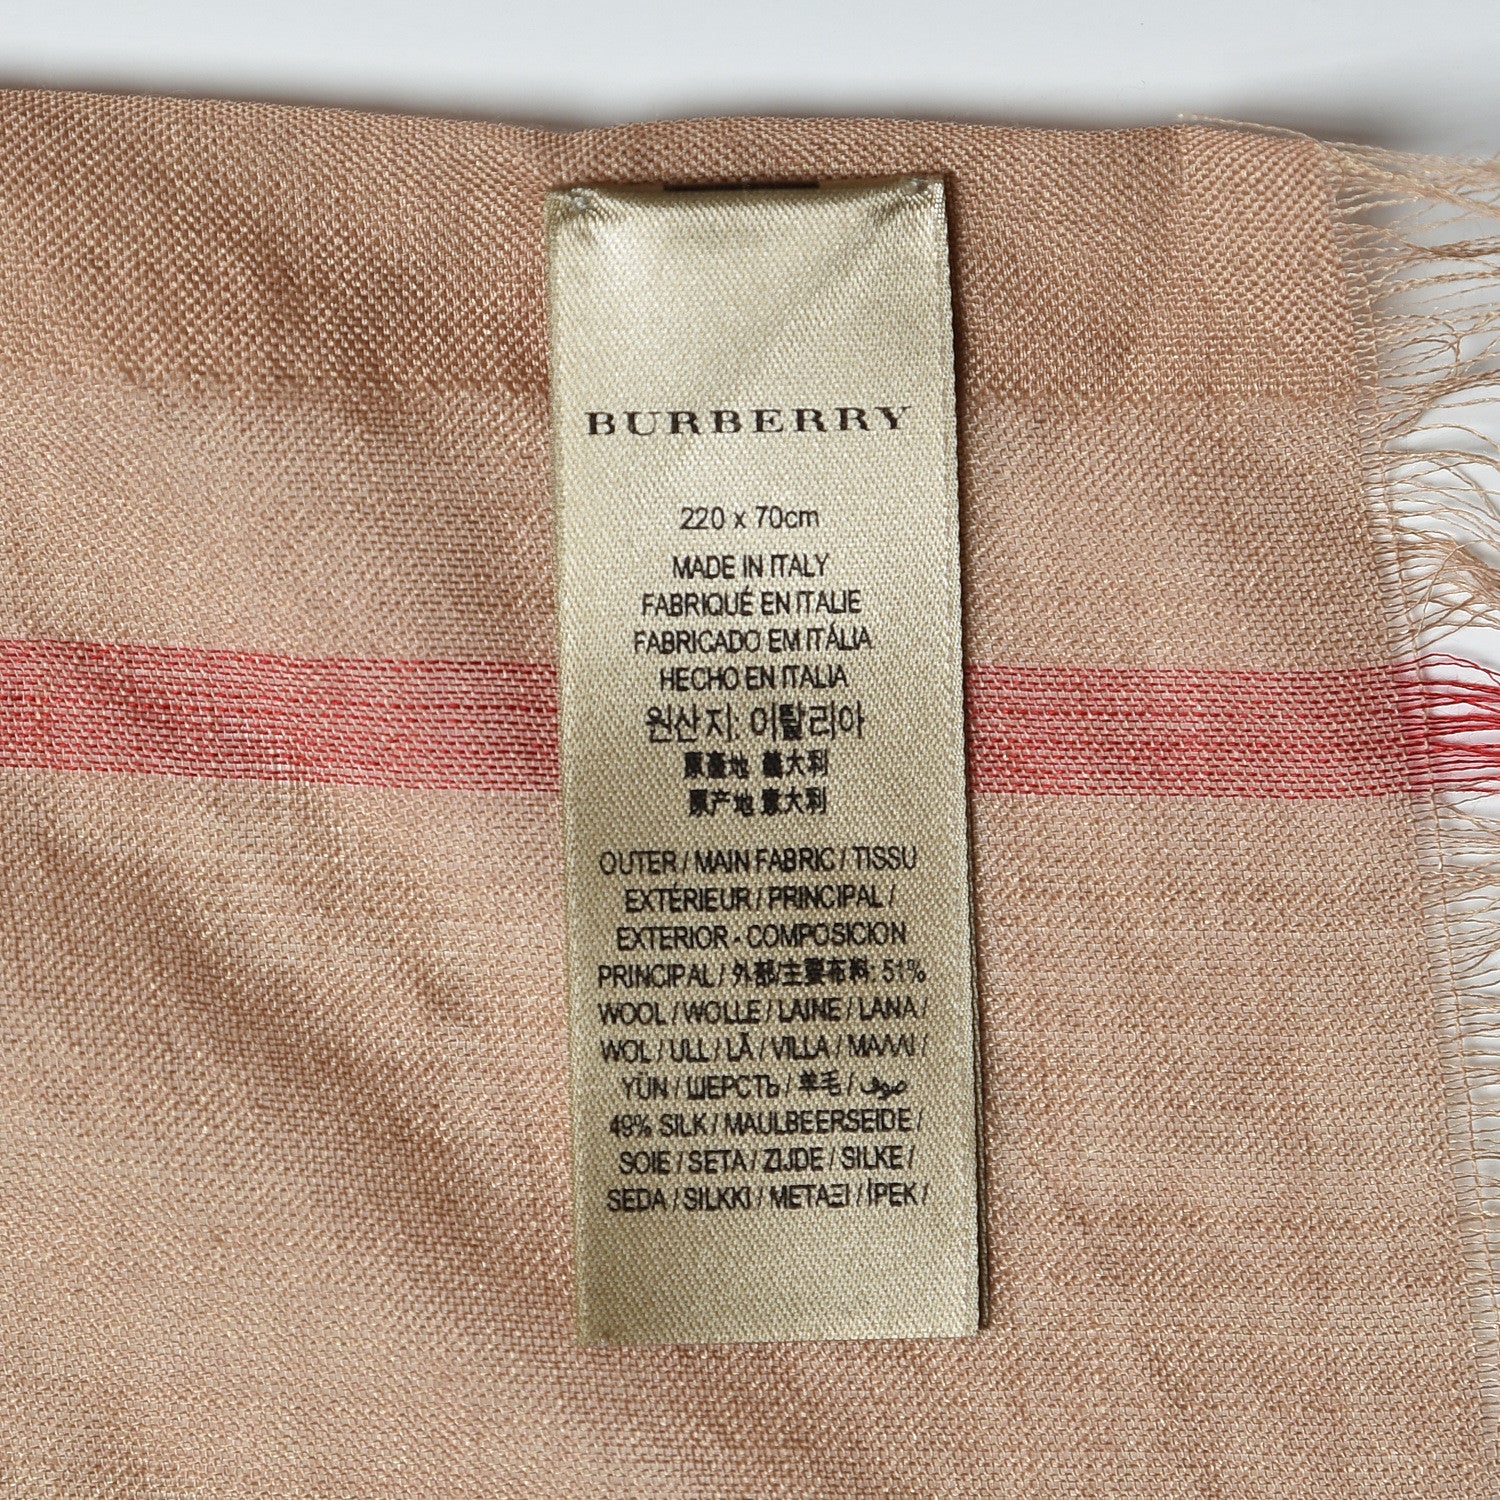 BURBERRY
220 x 70cm
MADE IN ITALY
FABRIQUÉ EN ITALIE
FABRICADO EM ITÁLIA
HECHO EN ITALIA
원산지: 이탈리아
原產地 義大利
原产地 意大利
OUTER / MAIN FABRIC / TISSU
EXTÉRIEUR / PRINCIPAL /
EXTERIOR - COMPOSICION
PRINCIPAL / 外部/主要布料: 51%
WOOL / WOLLE / LAINE / LANA /
WOL / ULL / LÃ / VILLA / ΜΑΛΛΙ /
YÜN / ШЕРСТЬ / 羊毛 / صوف
49% SILK / MAULBEERSEIDE /
SOIE / SETA / ZIJDE / SILKE /
SEDA / SILKKI / ΜΕΤΑΞΙ / İPEK /